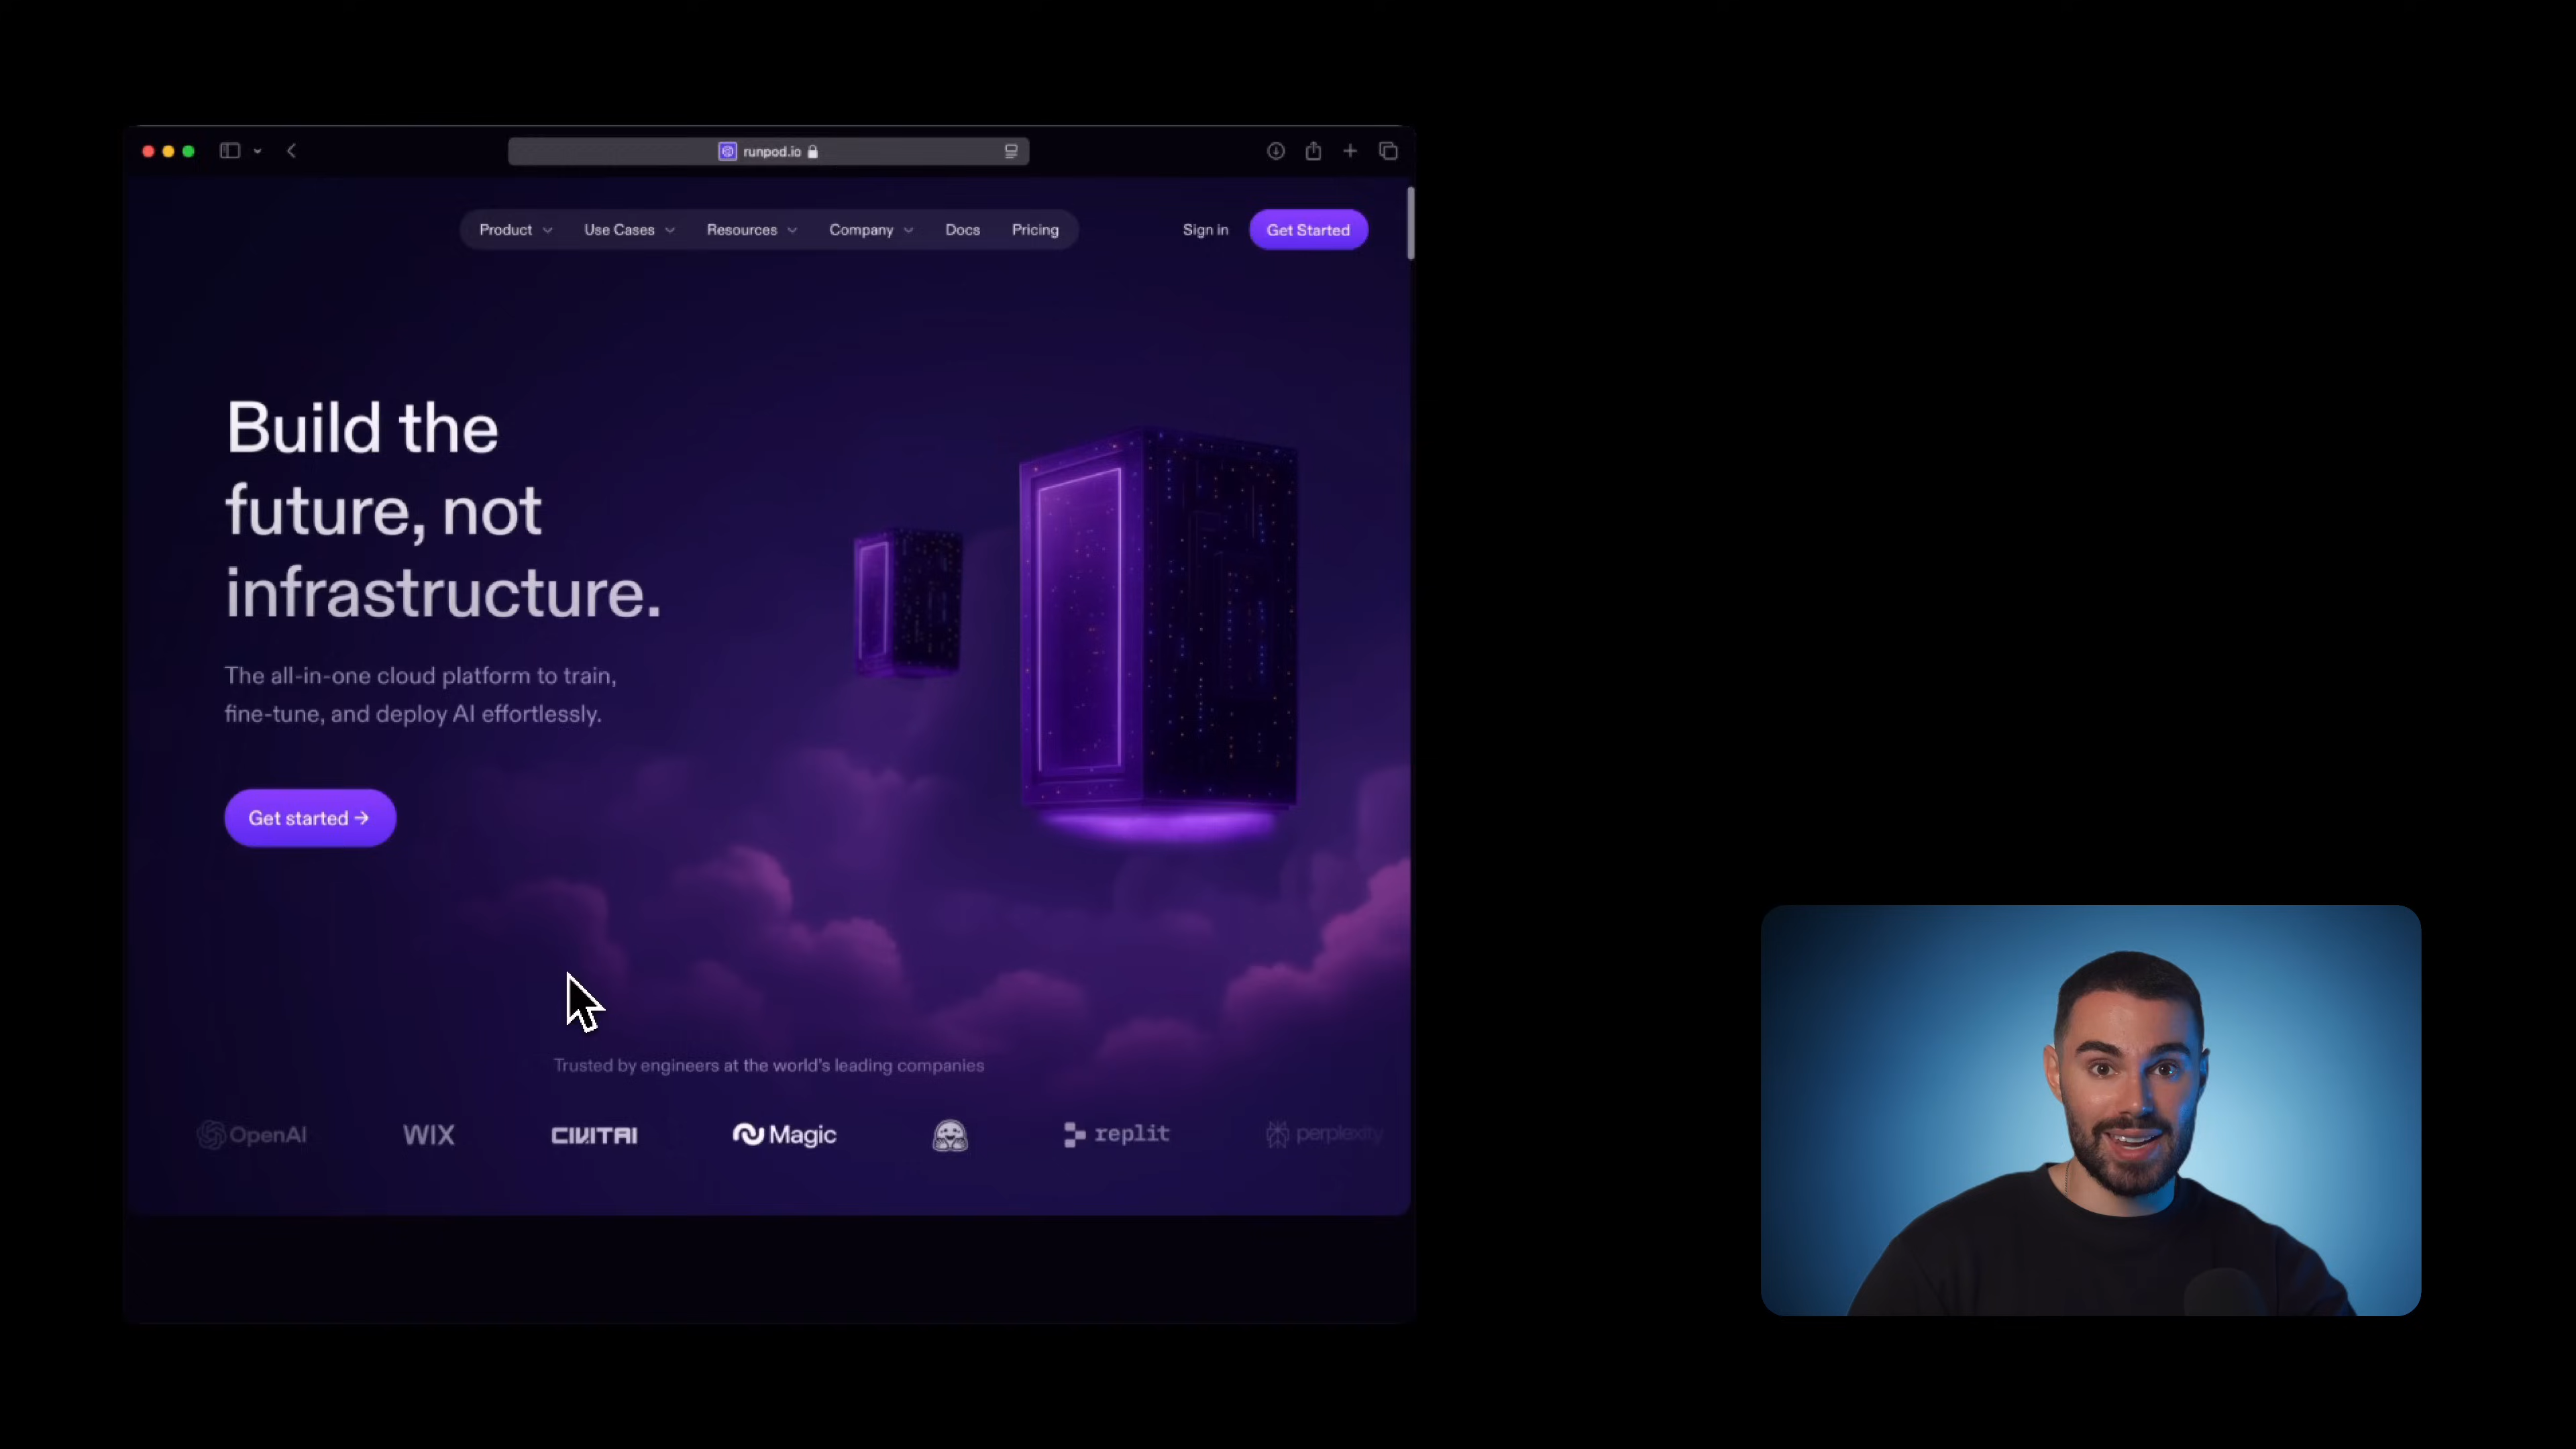 runpod.io
Product
Use Cases
Resources
Company
Docs
Pricing
Sign in
Get Started
Build the
future, not
infrastructure.
The all-in-one cloud platform to train,
fine-tune, and deploy AI effortlessly.
Get started →
Trusted by engineers at the world's leading companies
OpenAI
WIX
CIVITAI
Magic
replit
perplexity